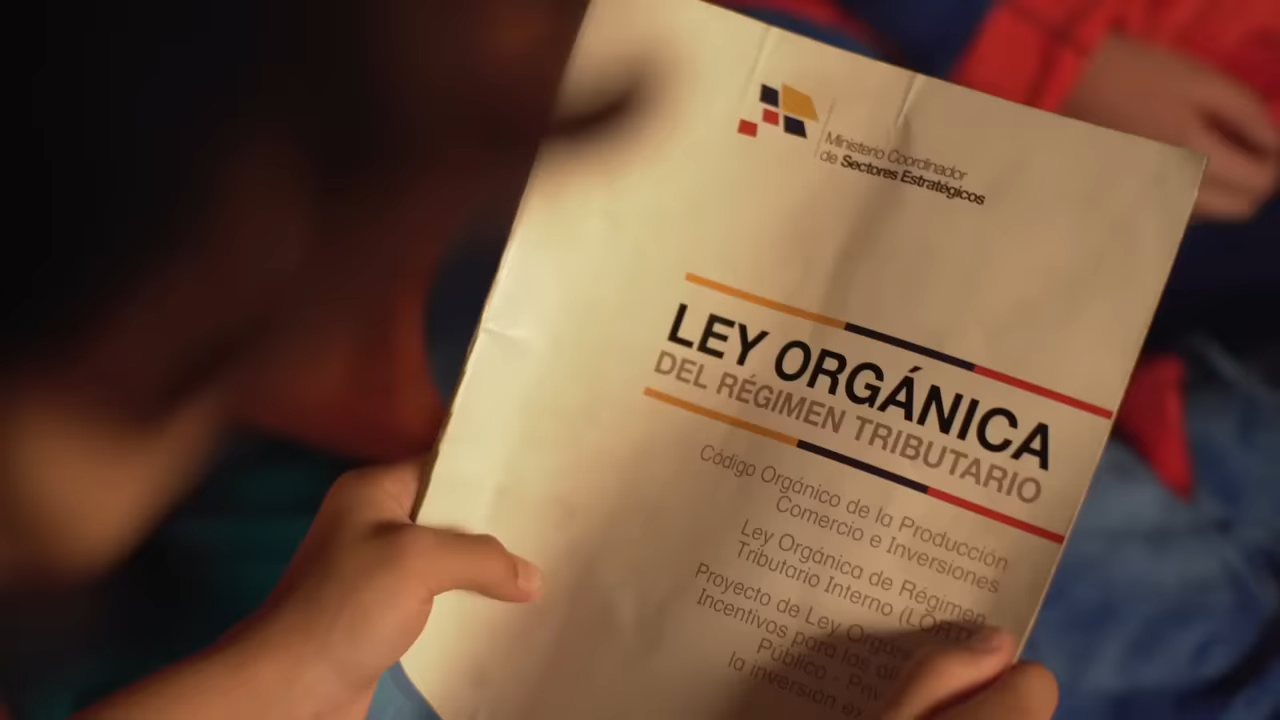 Ministerio Coordinador
de Sectores Estratégicos
LEY ORGÁNICA
DEL RÉGIMEN TRIBUTARIO
Código Orgánico de la Producción
Comercio e Inversiones
Ley Orgánica de Régimen
Tributario Interno
Proyecto de Ley
Incentivos para las
Público -
la inversión